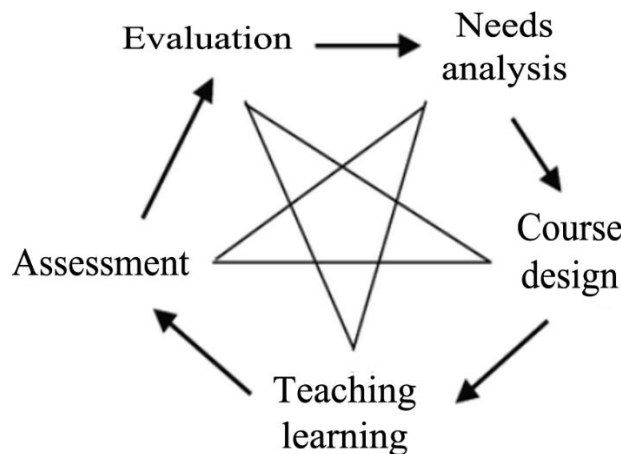 Evaluation
Needs
analysis
Course
design
Teaching
learning
Assessment